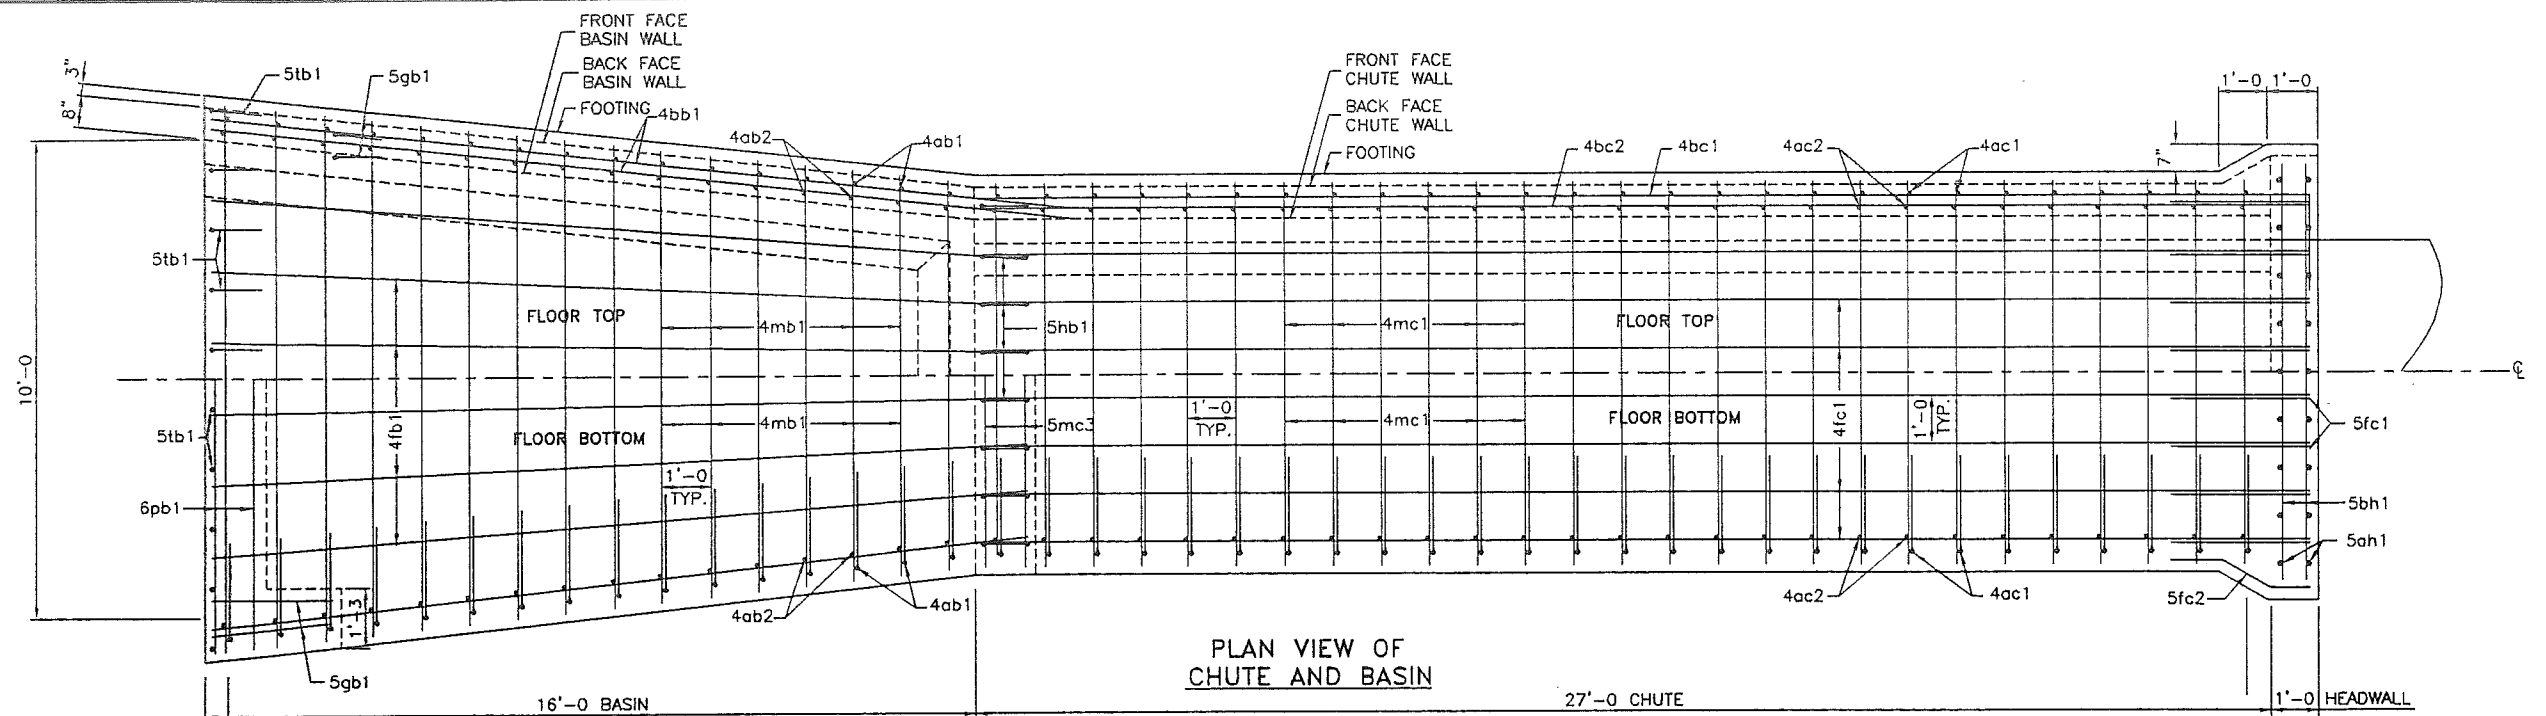 FRONT FACE
BASIN WALL
BACK FACE
BASIN WALL
FOOTING
5tb1
5gb1
3"
8"
4bb1
4ab2
4ab1
FRONT FACE
CHUTE WALL
BACK FACE
CHUTE WALL
FOOTING
4bc2
4bc1
4ac2
4ac1
1'-0
1'-0
7"
5tb1
FLOOR TOP
4mb1
5hb1
4mc1
FLOOR TOP
10'-0
℄
5tb1
4fb1
FLOOR BOTTOM
4mb1
5mc3
1'-0
TYP.
4mc1
FLOOR BOTTOM
4fc1
1'-0
TYP.
5fc1
1'-0
TYP.
6pb1
5bh1
5ah1
1'-3
4ab2
4ab1
4ac2
4ac1
5fc2
5gb1
PLAN VIEW OF
CHUTE AND BASIN
16'-0 BASIN
27'-0 CHUTE
1'-0 HEADWALL